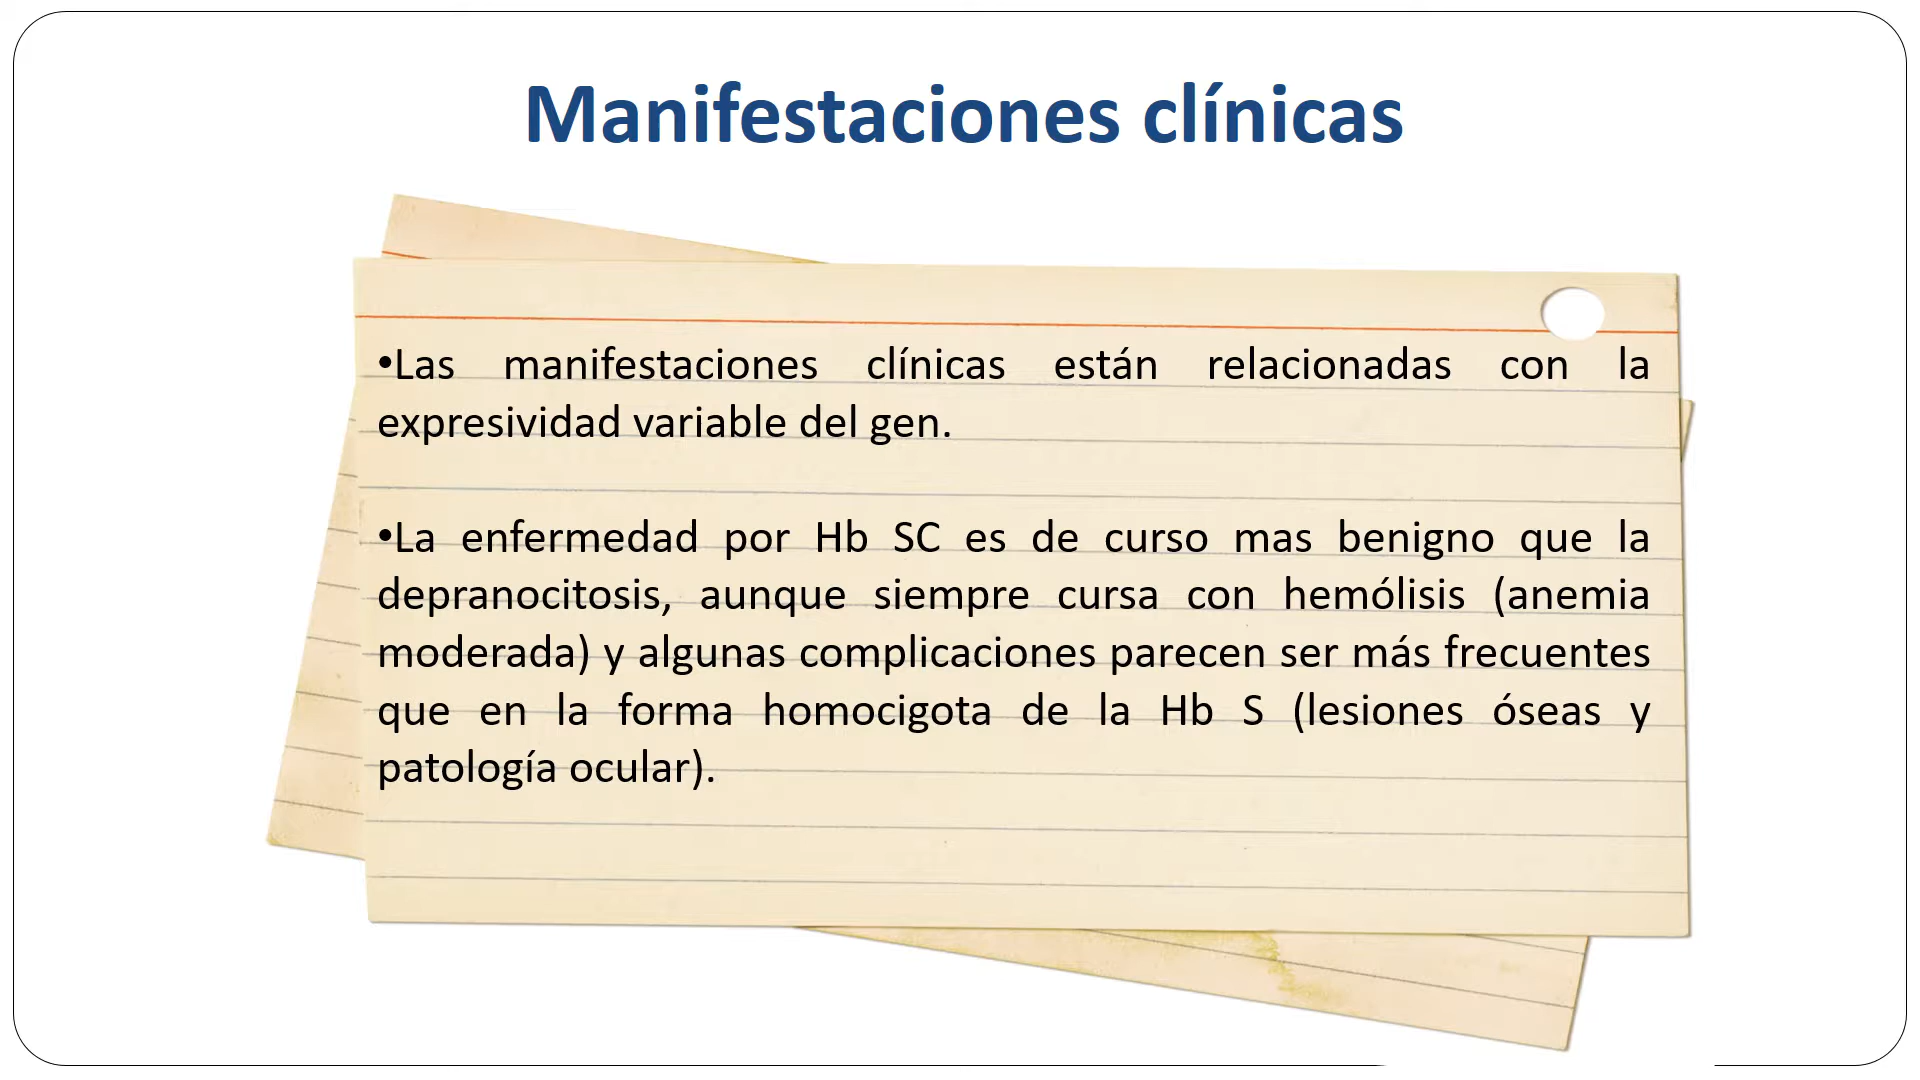 Manifestaciones clínicas
•Las manifestaciones clínicas están relacionadas con la
expresividad variable del gen.
•La enfermedad por Hb SC es de curso mas benigno que la
depranocitosis, aunque siempre cursa con hemólisis (anemia
moderada) y algunas complicaciones parecen ser más frecuentes
que en la forma homocigota de la Hb S (lesiones óseas y
patología ocular).